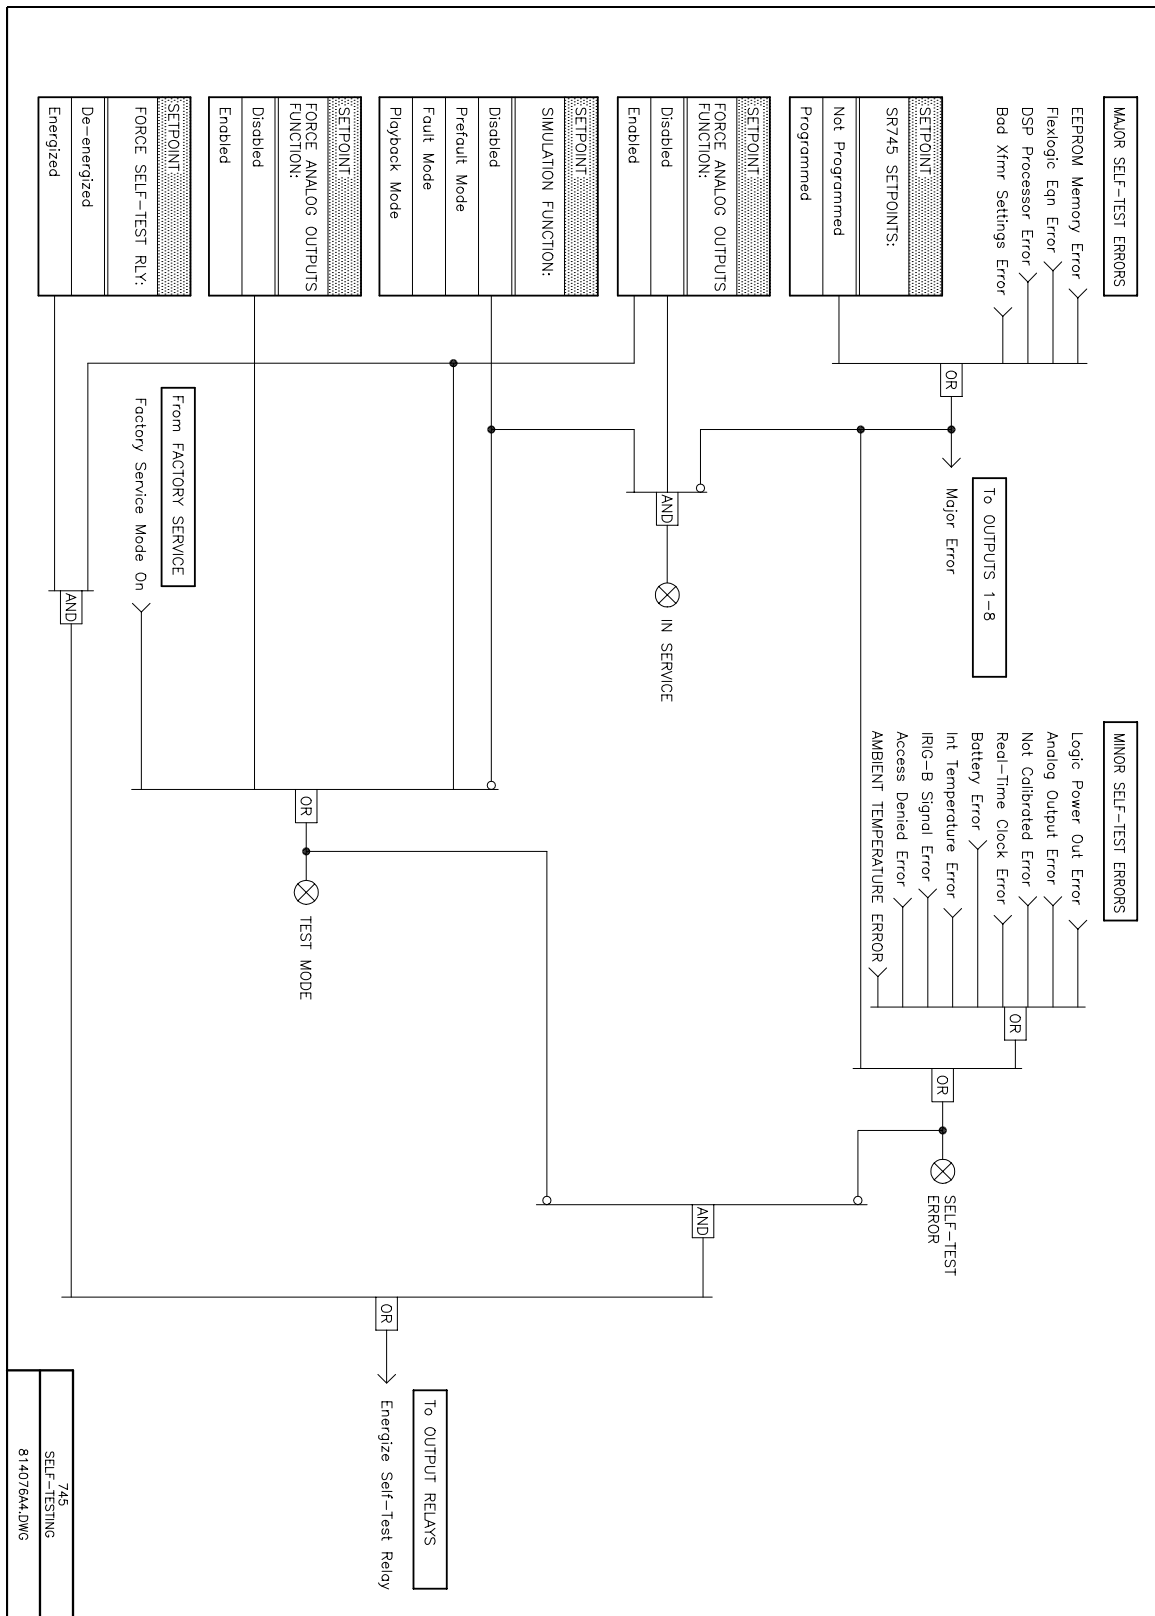 MAJOR SELF-TEST ERRORS
EEPROM Memory Error
Flexlogic Eqn Error
DSP Processor Error
Bad Xfmr Settings Error
SETPOINT
SR745 SETPOINTS:
Not Programmed
Programmed
SETPOINT
FORCE ANALOG OUTPUTS
FUNCTION:
Disabled
Enabled
SETPOINT
SIMULATION FUNCTION:
Disabled
Prefault Mode
Fault Mode
Playback Mode
SETPOINT
FORCE ANALOG OUTPUTS
FUNCTION:
Disabled
Enabled
SETPOINT
FORCE SELF-TEST RLY:
De-energized
Energized
OR
To OUTPUTS 1-8
Major Error
AND
IN SERVICE
From FACTORY SERVICE
Factory Service Mode On
AND
MINOR SELF-TEST ERRORS
Logic Power Out Error
Analog Output Error
Not Calibrated Error
Real-Time Clock Error
Battery Error
Int Temperature Error
IRIG-B Signal Error
Access Denied Error
AMBIENT TEMPERATURE ERROR
OR
TEST MODE
OR
OR
SELF-TEST
ERROR
AND
OR
To OUTPUT RELAYS
Energize Self-Test Relay
745
SELF-TESTING
814076A4.DWG